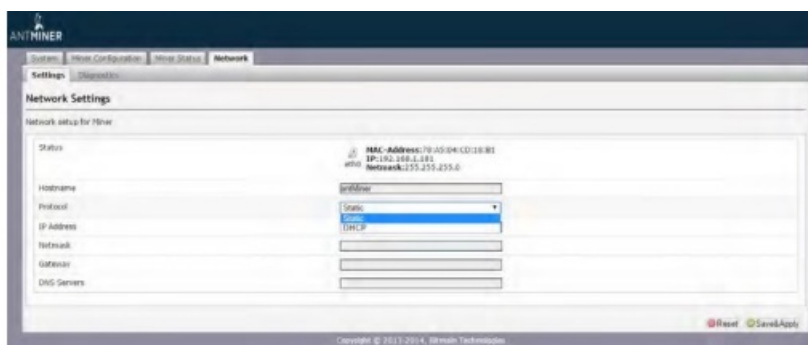 ANTMINER
System Miner Configuration Miner Status Network
Settings Diagnostics
Network Settings
Network setup for Miner
Status
MAC-Address:78:A5:04:CD:18:B1
eth0 IP:192.168.1.101
Netmask:255.255.255.0
Hostname antMiner
Protocol Static
Static
IP Address DHCP
Netmask
Gateway
DNS Servers
Reset Save&Apply
Copyright © 2013-2014, Bitmain Technologies